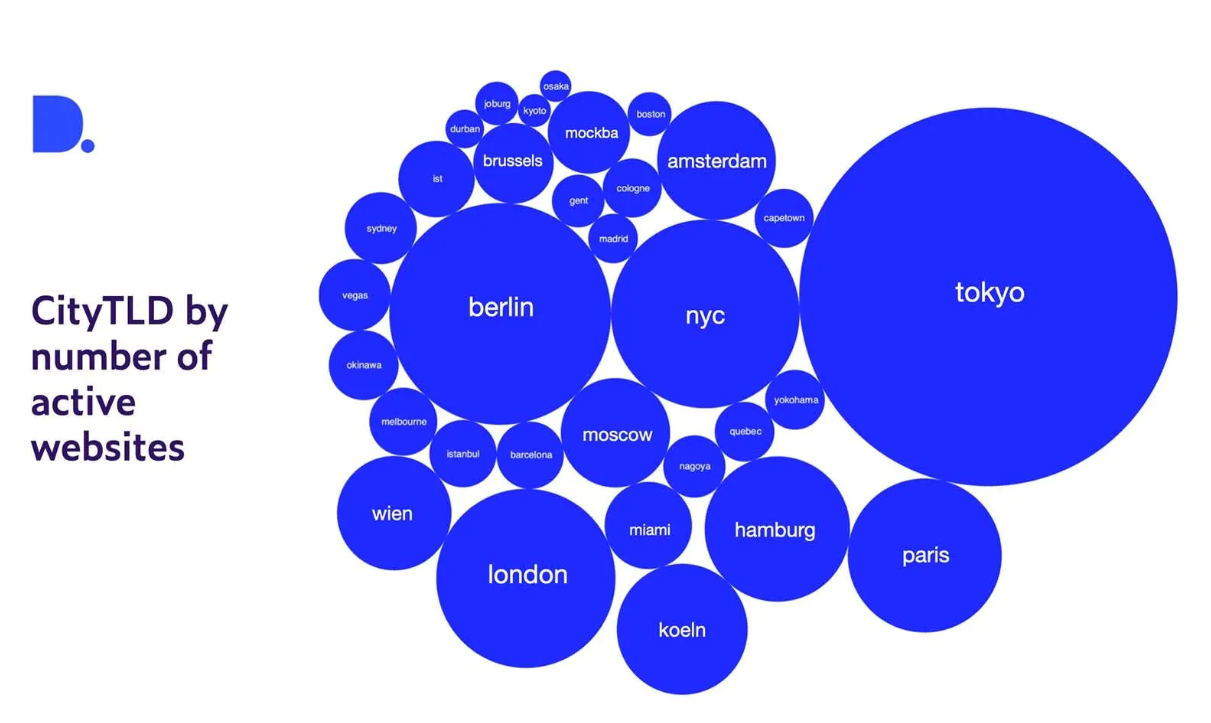 D.
CityTLD by
number of
active
websites
osaka
joburg
kyoto
boston
durban
mockba
brussels
amsterdam
ist
cologne
gent
capetown
sydney
madrid
vegas
berlin
nyc
tokyo
okinawa
yokohama
melbourne
quebec
moscow
istanbul
barcelona
nagoya
wien
miami
hamburg
paris
london
koeln